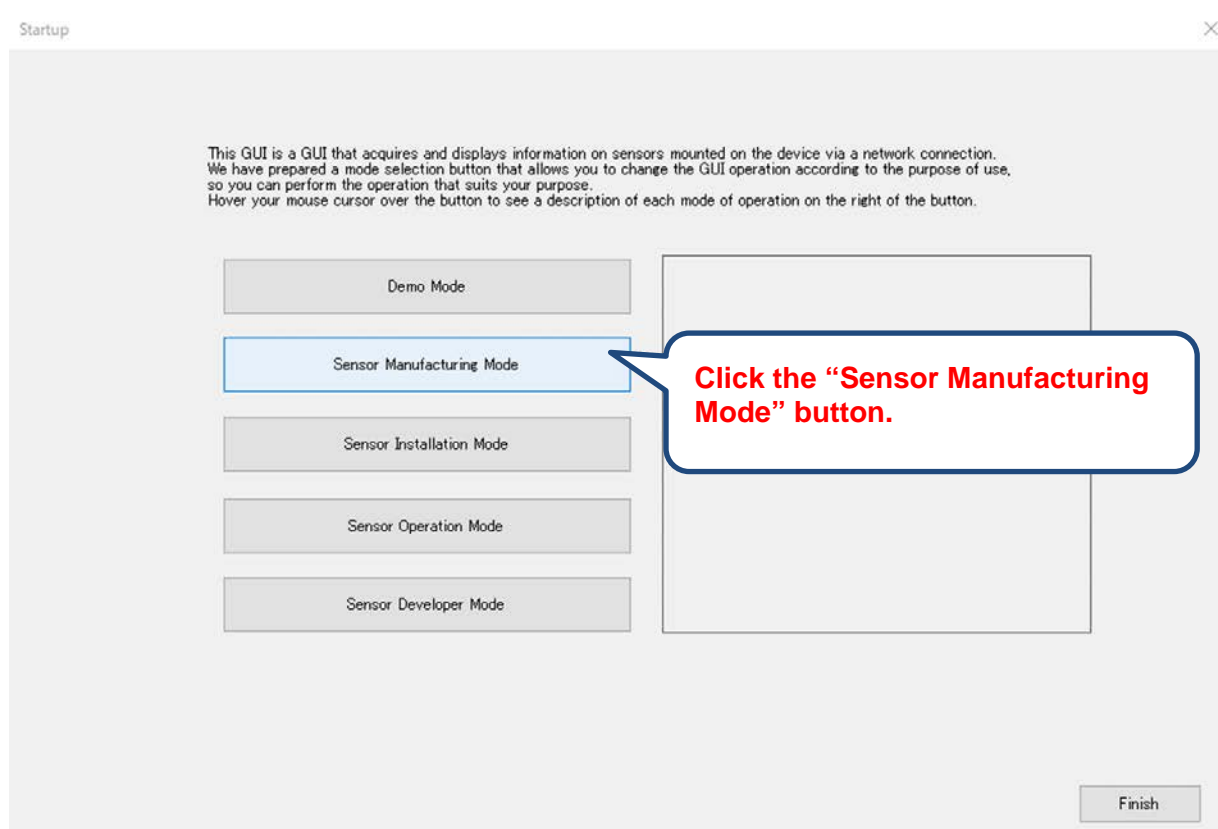 Startup
This GUI is a GUI that acquires and displays information on sensors mounted on the device via a network connection.
We have prepared a mode selection button that allows you to change the GUI operation according to the purpose of use,
so you can perform the operation that suits your purpose.
Hover your mouse cursor over the button to see a description of each mode of operation on the right of the button.
Demo Mode
Sensor Manufacturing Mode
Click the “Sensor Manufacturing
Mode” button.
Sensor Installation Mode
Sensor Operation Mode
Sensor Developer Mode
Finish